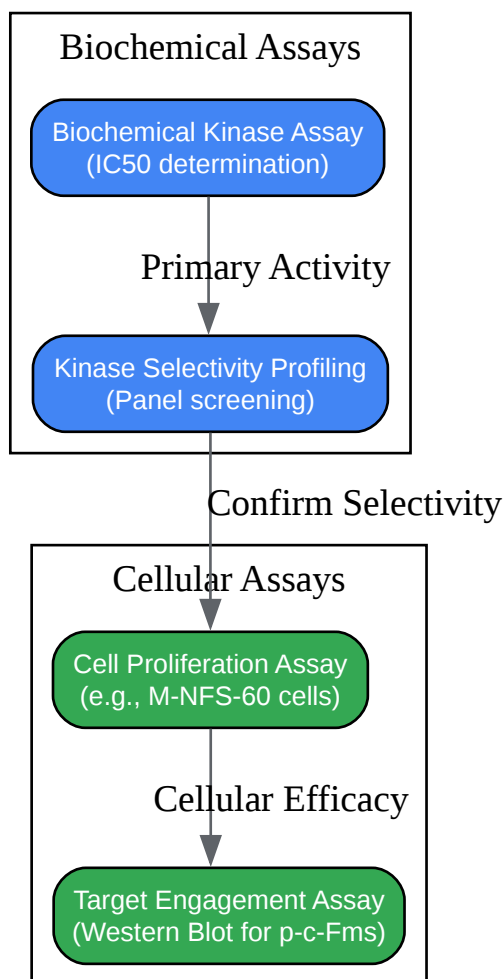 Biochemical Assays
Biochemical Kinase Assay
(IC50 determination)
Primary Activity
Kinase Selectivity Profiling
(Panel screening)
Confirm Selectivity
Cellular Assays
Cell Proliferation Assay
(e.g., M-NFS-60 cells)
Cellular Efficacy
Target Engagement Assay
(Western Blot for p-c-Fms)